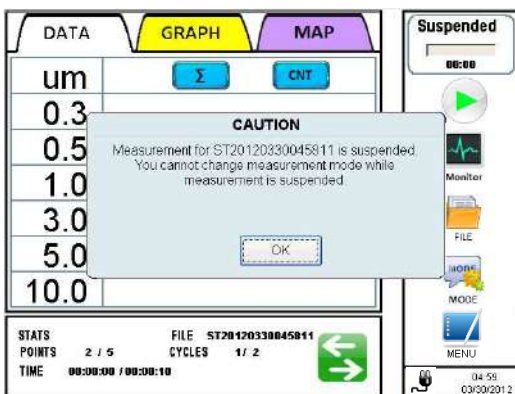 DATA
GRAPH
MAP
Suspended
00:00
um
Σ
CNT
0.3
0.5
1.0
3.0
5.0
10.0
CAUTION
Measurement for ST20120330045811 is suspended.
You cannot change measurement mode while
measurement is suspended.
OK
Monitor
FILE
MODE
MODE
MENU
STATS
FILE ST20120330045811
POINTS 2 / 5
CYCLES 1/ 2
TIME 00:00:00 / 00:00:10
04:59
03/30/2012